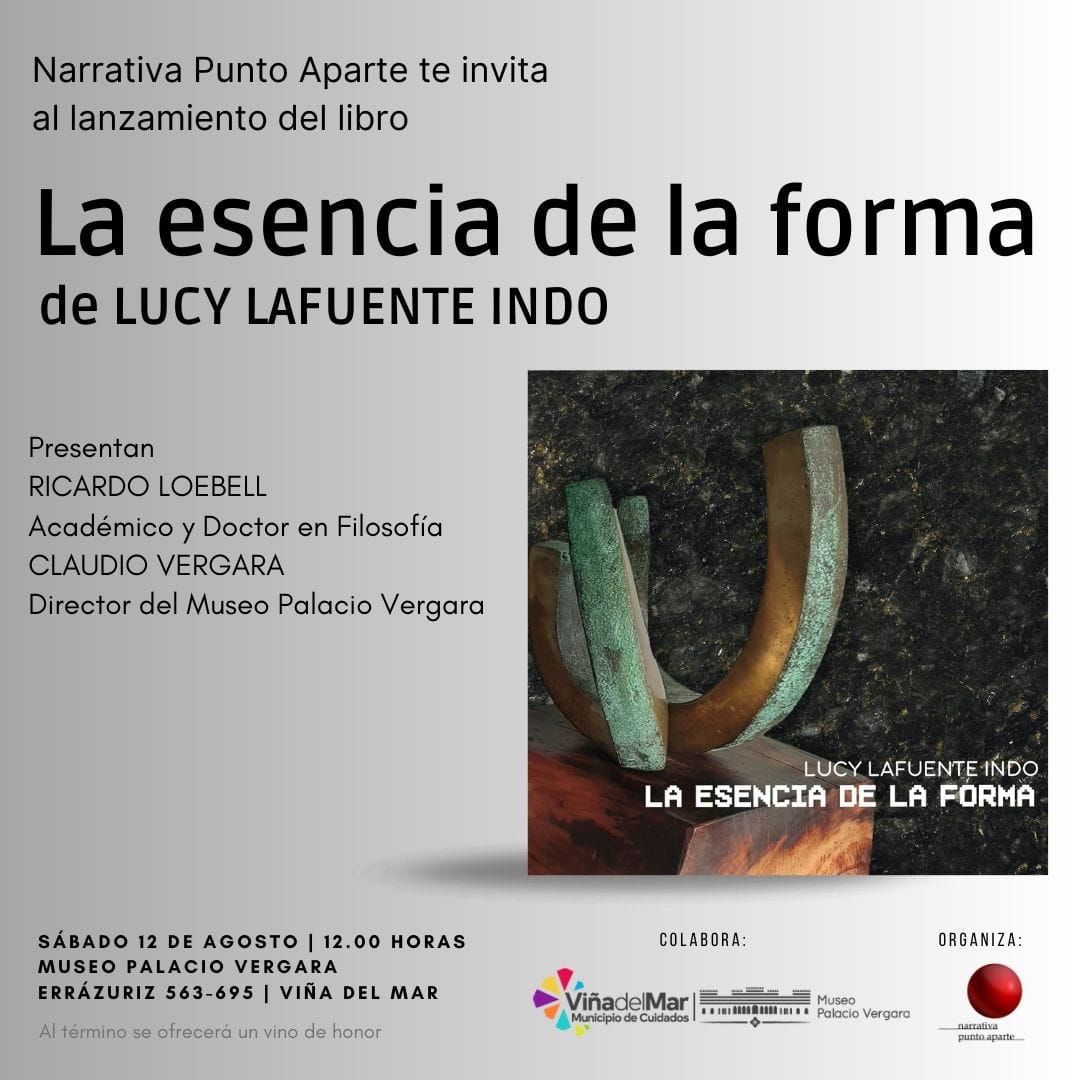 Narrativa Punto Aparte te invita
al lanzamiento del libro
La esencia de la forma
de LUCY LAFUENTE INDO
Presentan
RICARDO LOEBELL
Académico y Doctor en Filosofía
CLAUDIO VERGARA
Director del Museo Palacio Vergara
LUCY LAFUENTE INDO
LA ESENCIA DE LA FORMA
SÁBADO 12 DE AGOSTO | 12.00 HORAS
MUSEO PALACIO VERGARA
ERRÁZURIZ 563-695 | VIÑA DEL MAR
Al término se ofrecerá un vino de honor
COLABORA:
ViñadelMar
Municipio de Cuidados
Museo
Palacio Vergara
ORGANIZA:
narrativa
punto aparte